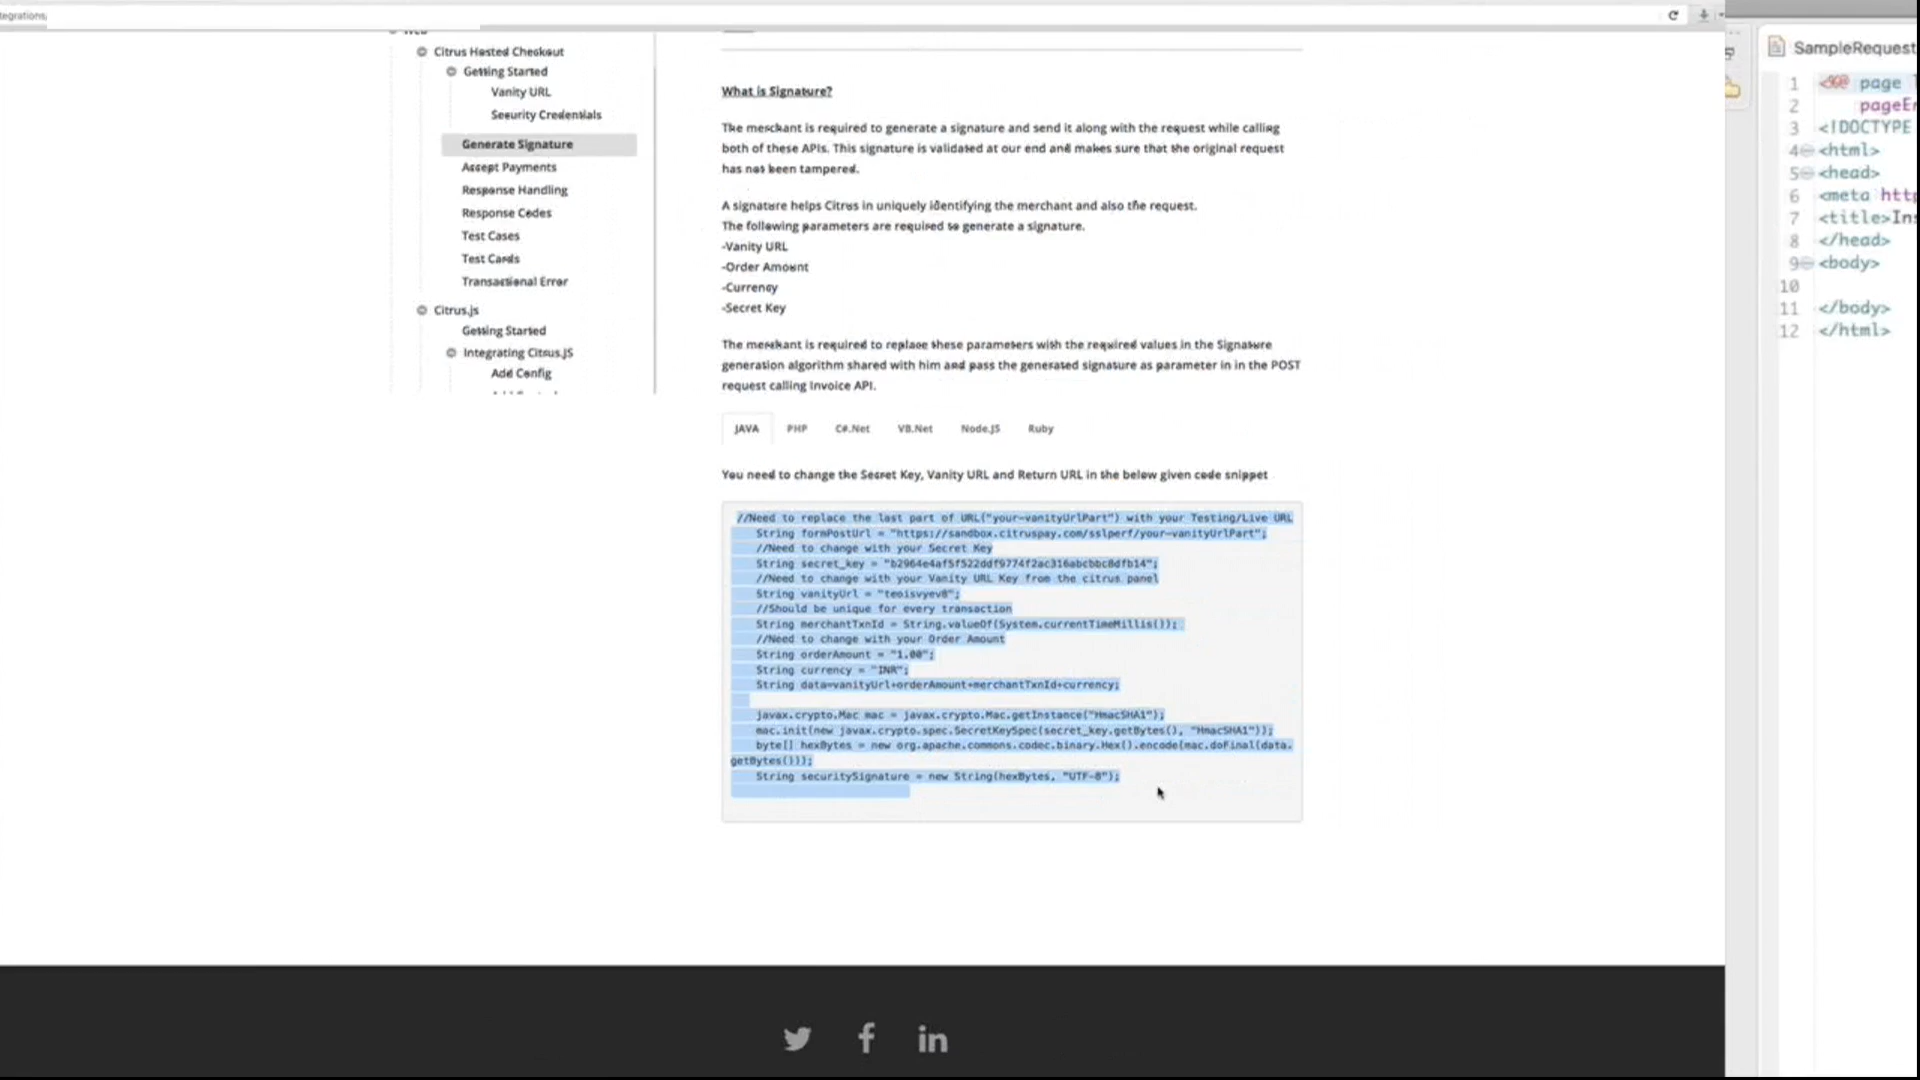 tegrations
Citrus Hosted Checkout
Getting Started
Vanity URL
Security Credentials
Generate Signature
Accept Payments
Response Handling
Response Codes
Test Cases
Test Cards
Transactional Error
Citrus.js
Getting Started
Integrating Citrus.JS
Add Config
What is Signature?
The merchant is required to generate a signature and send it along with the request while calling
both of these APIs. This signature is validated at our end and makes sure that the original request
has not been tampered.
A signature helps Citrus in uniquely identifying the merchant and also the request.
The following parameters are required to generate a signature.
-Vanity URL
-Order Amount
-Currency
-Secret Key
The merchant is required to replace these parameters with the required values in the Signature
generation algorithm shared with him and pass the generated signature as parameter in in the POST
request calling Invoice API.
JAVA PHP C#.Net VB.Net Node.JS Ruby
You need to change the Secret Key, Vanity URL and Return URL in the below given code snippet
//Need to replace the last part of URL("your-vanityUrlPart") with your Testing/Live URL
String formPostUrl = "https://sandbox.citruspay.com/sslperf/your-vanityUrlPart";
//Need to change with your Secret Key
String secret_key = "b2964e4af5f522ddf9774f2ac316abcbbc8dfb14";
//Need to change with your Vanity URL Key from the citrus panel
String vanityUrl = "teoisvyev8";
//Should be unique for every transaction
String merchantTxnId = String.valueOf(System.currentTimeMillis());
//Need to change with your Order Amount
String orderAmount = "1.00";
String currency = "INR";
String data=vanityUrl+orderAmount+merchantTxnId+currency;
javax.crypto.Mac mac = javax.crypto.Mac.getInstance("HmacSHA1");
mac.init(new javax.crypto.spec.SecretKeySpec(secret_key.getBytes(), "HmacSHA1"));
byte[] hexBytes = new org.apache.commons.codec.binary.Hex().encode(mac.doFinal(data.
getBytes()));
String securitySignature = new String(hexBytes, "UTF-8");
SampleRequest
1 <%@ page
2 pageEn
3 <!DOCTYPE
4 <html>
5 <head>
6 <meta http
7 <title>Ins
8 </head>
9 <body>
10
11 </body>
12 </html>